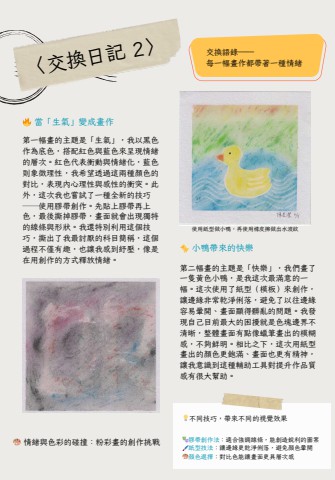 〈交換日記 2〉
交換語錄——
每一幅畫作都帶著一種情緒
當「生氣」變成畫作
第一幅畫的主題是「生氣」，我以黑色
作為底色，搭配紅色與藍色來呈現情緒
的層次。紅色代表衝動與情緒化，藍色
則象徵理性，我希望透過這兩種顏色的
對比，表現內心理性與感性的衝突。此
外，這次我也嘗試了一種全新的技巧
——使用膠帶創作。先貼上膠帶再上
色，最後撕掉膠帶，畫面就會出現獨特
的線條與形狀。我還特別利用這個技
巧，撕出了我最討厭的科目簡稱，這個
過程不僅有趣，也讓我感到紓壓，像是
在用創作的方式釋放情緒。
使用紙型做小鴨，再使用橡皮擦做出水波紋
小鴨帶來的快樂
第二幅畫的主題是「快樂」，我們畫了
一隻黃色小鴨，是我這次最滿意的一
幅。這次使用了紙型（模板）來創作，
讓邊緣非常乾淨俐落，避免了以往邊緣
容易暈開、畫面顯得髒亂的問題。我發
現自己目前最大的困擾就是色塊邊界不
清晰，整體畫面有點像蠟筆畫出的模糊
感，不夠鮮明。相比之下，這次用紙型
畫出的顏色更飽滿、畫面也更有精神，
讓我意識到這種輔助工具對提升作品質
感有很大幫助。
情緒與色彩的碰撞：粉彩畫的創作挑戰
不同技巧，帶來不同的視覺效果
膠帶創作法：適合強調線條，能創造銳利的圖案
紙型技法：讓邊緣更乾淨俐落，避免顏色暈開
顏色選擇：對比色能讓畫面更具層次感